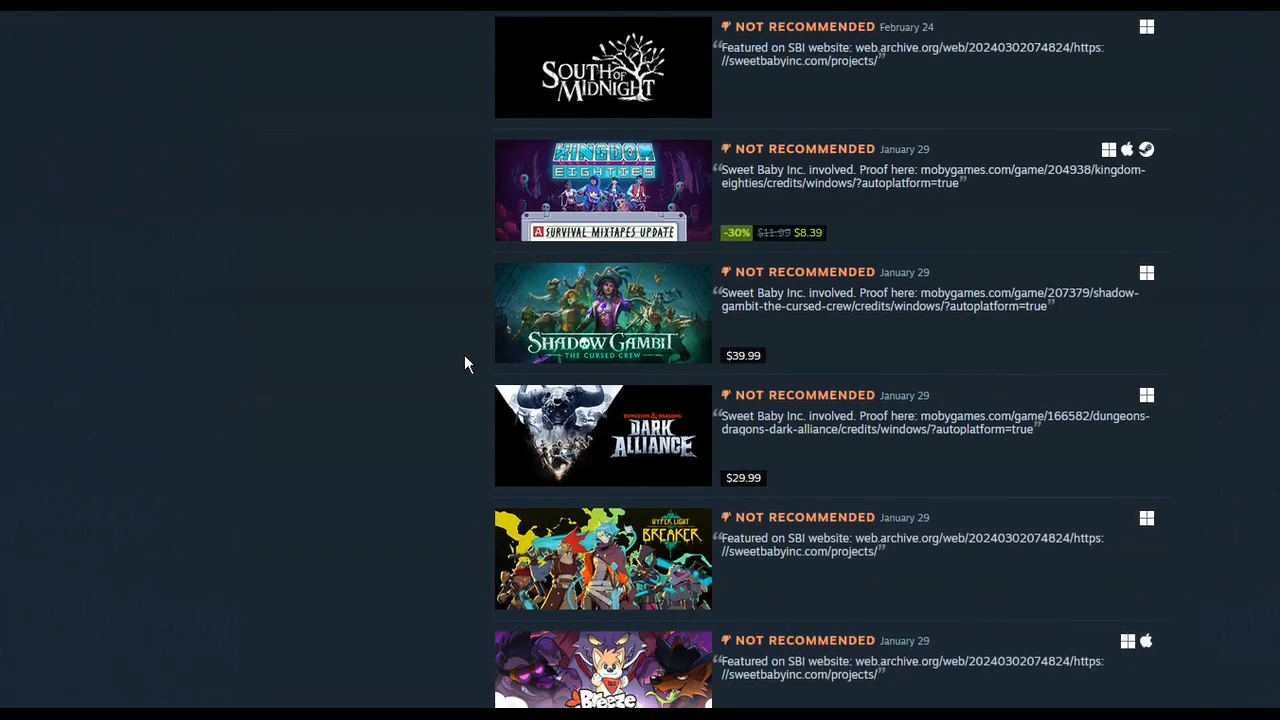 SOUTH OF
MIDNIGHT
NOT RECOMMENDED February 24
“Featured on SBI website: web.archive.org/web/20240302074824/https:
//sweetbabyinc.com/projects/”
KINGDOM
EIGHTIES
A SURVIVAL MIXTAPES UPDATE
NOT RECOMMENDED January 29
“Sweet Baby Inc. involved. Proof here: mobygames.com/game/204938/kingdom-
eighties/credits/windows/?autoplatform=true”
-30% $11.99 $8.39
SHADOW GAMBIT
THE CURSED CREW
NOT RECOMMENDED January 29
“Sweet Baby Inc. involved. Proof here: mobygames.com/game/207379/shadow-
gambit-the-cursed-crew/credits/windows/?autoplatform=true”
$39.99
DUNGEONS & DRAGONS
DARK
ALLIANCE
NOT RECOMMENDED January 29
“Sweet Baby Inc. involved. Proof here: mobygames.com/game/166582/dungeons-
dragons-dark-alliance/credits/windows/?autoplatform=true”
$29.99
HYPER LIGHT
BREAKER
NOT RECOMMENDED January 29
“Featured on SBI website: web.archive.org/web/20240302074824/https:
//sweetbabyinc.com/projects/”
Breeze
NOT RECOMMENDED January 29
“Featured on SBI website: web.archive.org/web/20240302074824/https:
//sweetbabyinc.com/projects/”